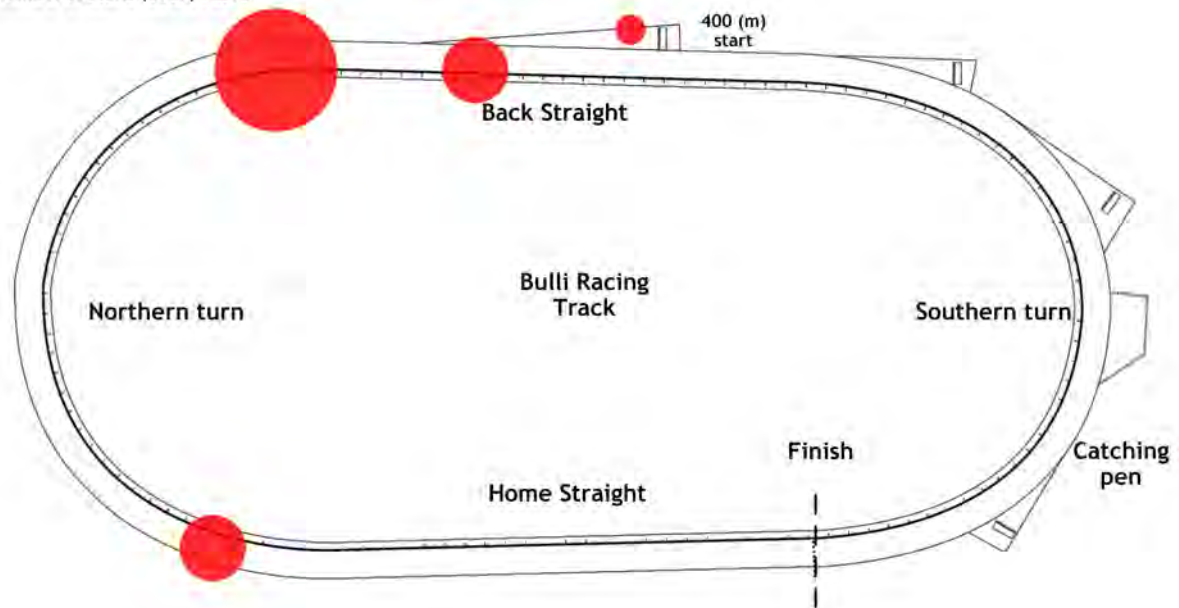 400 (m)
start
Back Straight
Bulli Racing
Track
Northern turn
Southern turn
Finish
Catching
pen
Home Straight